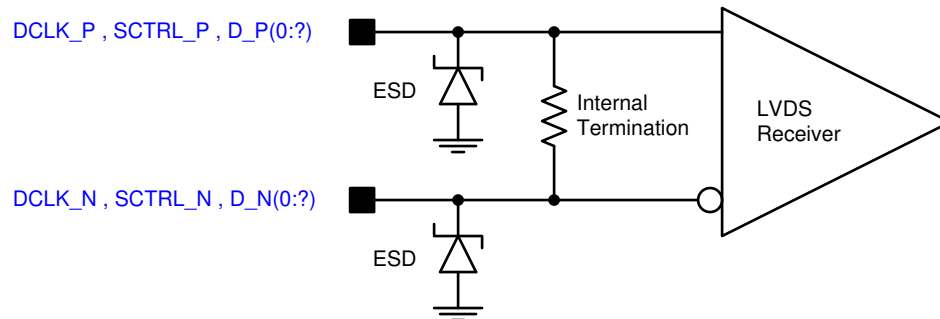 DCLK_P , SCTRL_P , D_P(0:?)
ESD
Internal
Termination
LVDS
Receiver
DCLK_N , SCTRL_N , D_N(0:?)
ESD